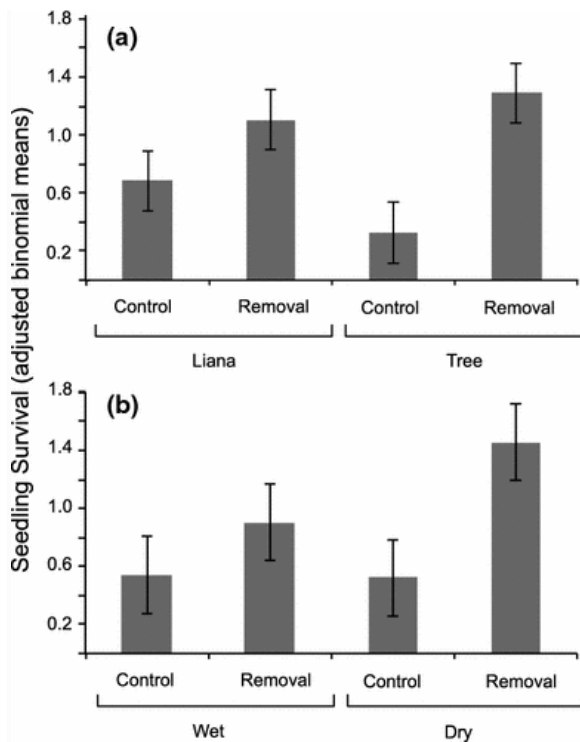 Seedling Survival (adjusted binomial means)
(a)
1.8
1.4
1.0
0.6
0.2
Control Removal Control Removal
Liana Tree
(b)
1.8
1.4
1.0
0.6
0.2
Control Removal Control Removal
Wet Dry